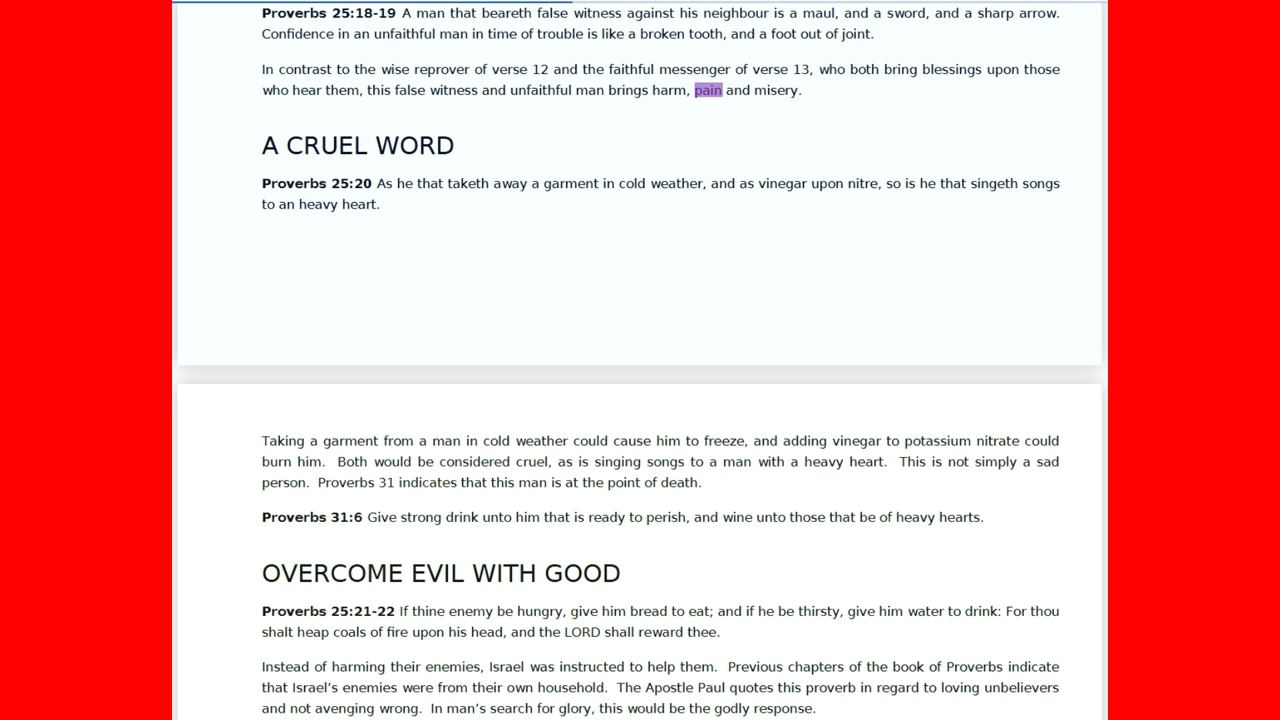 Proverbs 25:18-19 A man that beareth false witness against his neighbour is a maul, and a sword, and a sharp arrow.
Confidence in an unfaithful man in time of trouble is like a broken tooth, and a foot out of joint.
In contrast to the wise reprover of verse 12 and the faithful messenger of verse 13, who both bring blessings upon those
who hear them, this false witness and unfaithful man brings harm, pain and misery.
A CRUEL WORD
Proverbs 25:20 As he that taketh away a garment in cold weather, and as vinegar upon nitre, so is he that singeth songs
to an heavy heart.
Taking a garment from a man in cold weather could cause him to freeze, and adding vinegar to potassium nitrate could
burn him.  Both would be considered cruel, as is singing songs to a man with a heavy heart.  This is not simply a sad
person.  Proverbs 31 indicates that this man is at the point of death.
Proverbs 31:6 Give strong drink unto him that is ready to perish, and wine unto those that be of heavy hearts.
OVERCOME EVIL WITH GOOD
Proverbs 25:21-22 If thine enemy be hungry, give him bread to eat; and if he be thirsty, give him water to drink: For thou
shalt heap coals of fire upon his head, and the LORD shall reward thee.
Instead of harming their enemies, Israel was instructed to help them.  Previous chapters of the book of Proverbs indicate
that Israel’s enemies were from their own household.  The Apostle Paul quotes this proverb in regard to loving unbelievers
and not avenging wrong.  In man’s search for glory, this would be the godly response.